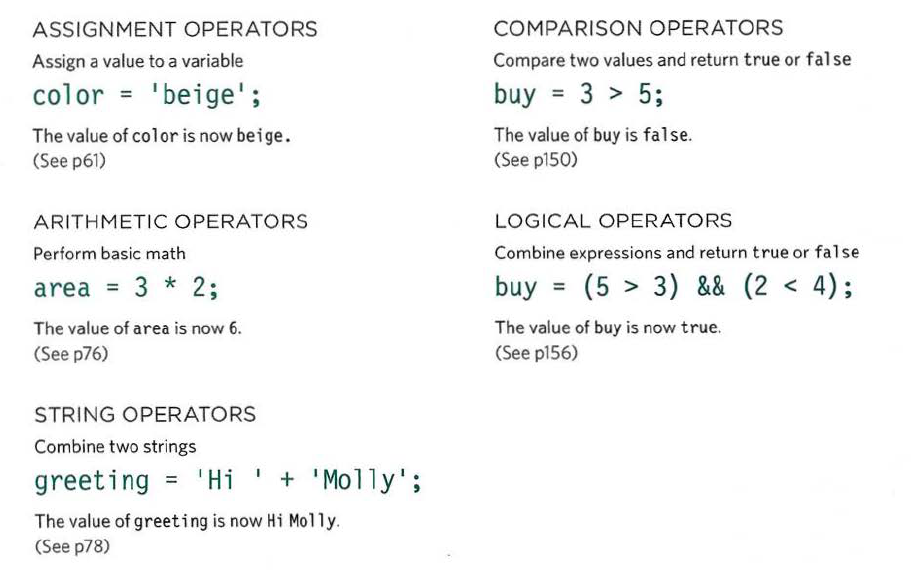 ASSIGNMENT OPERATORS
Assign a value to a variable
color = 'beige';
The value of color is now beige.
(See p61)
ARITHMETIC OPERATORS
Perform basic math
area = 3 * 2;
The value of area is now 6.
(See p76)
STRING OPERATORS
Combine two strings
greeting = 'Hi ' + 'Molly';
The value of greeting is now Hi Molly.
(See p78)
COMPARISON OPERATORS
Compare two values and return true or false
buy = 3 > 5;
The value of buy is false.
(See p150)
LOGICAL OPERATORS
Combine expressions and return true or false
buy = (5 > 3) && (2 < 4);
The value of buy is now true.
(See p156)